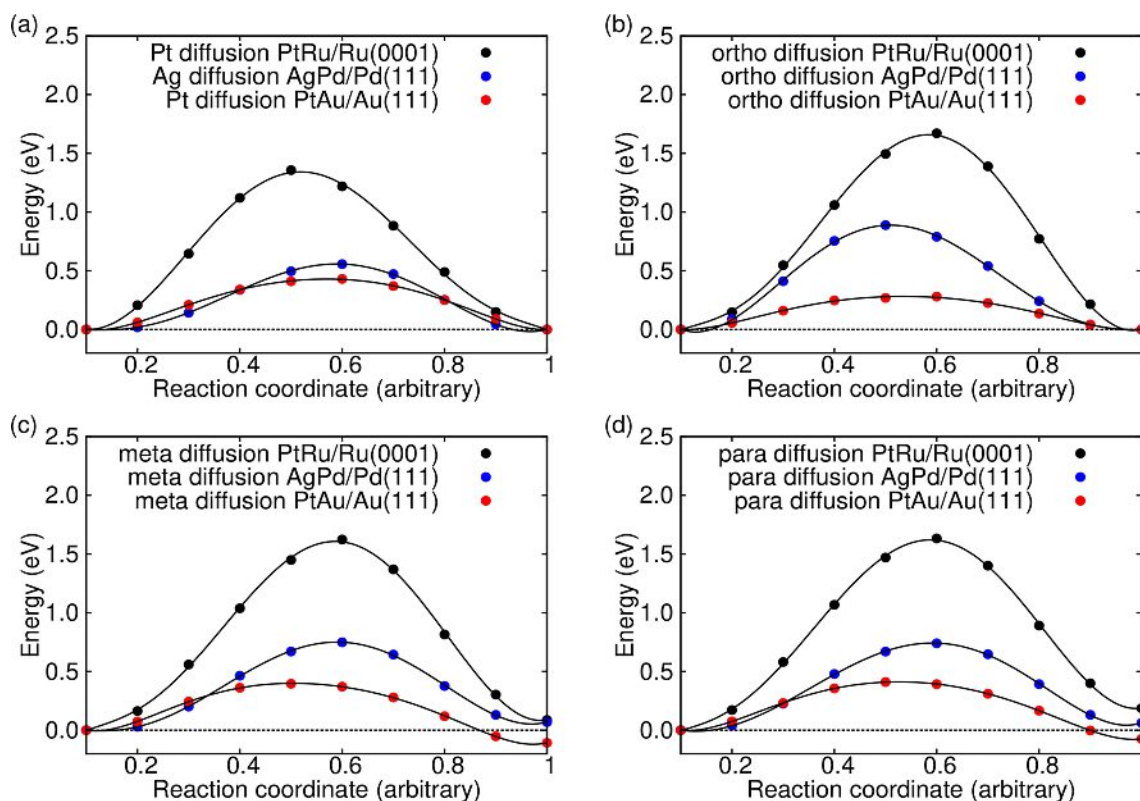 (a)
2.5
2.0
1.5
1.0
0.5
0.0
Energy (eV)
Pt diffusion PtRu/Ru(0001)
Ag diffusion AgPd/Pd(111)
Pt diffusion PtAu/Au(111)
0.2 0.4 0.6 0.8 1
Reaction coordinate (arbitrary)
(b)
2.5
2.0
1.5
1.0
0.5
0.0
Energy (eV)
ortho diffusion PtRu/Ru(0001)
ortho diffusion AgPd/Pd(111)
ortho diffusion PtAu/Au(111)
0.2 0.4 0.6 0.8
Reaction coordinate (arbitrary)
(c)
2.5
2.0
1.5
1.0
0.5
0.0
Energy (eV)
meta diffusion PtRu/Ru(0001)
meta diffusion AgPd/Pd(111)
meta diffusion PtAu/Au(111)
0.2 0.4 0.6 0.8 1
Reaction coordinate (arbitrary)
(d)
2.5
2.0
1.5
1.0
0.5
0.0
Energy (eV)
para diffusion PtRu/Ru(0001)
para diffusion AgPd/Pd(111)
para diffusion PtAu/Au(111)
0.2 0.4 0.6 0.8
Reaction coordinate (arbitrary)